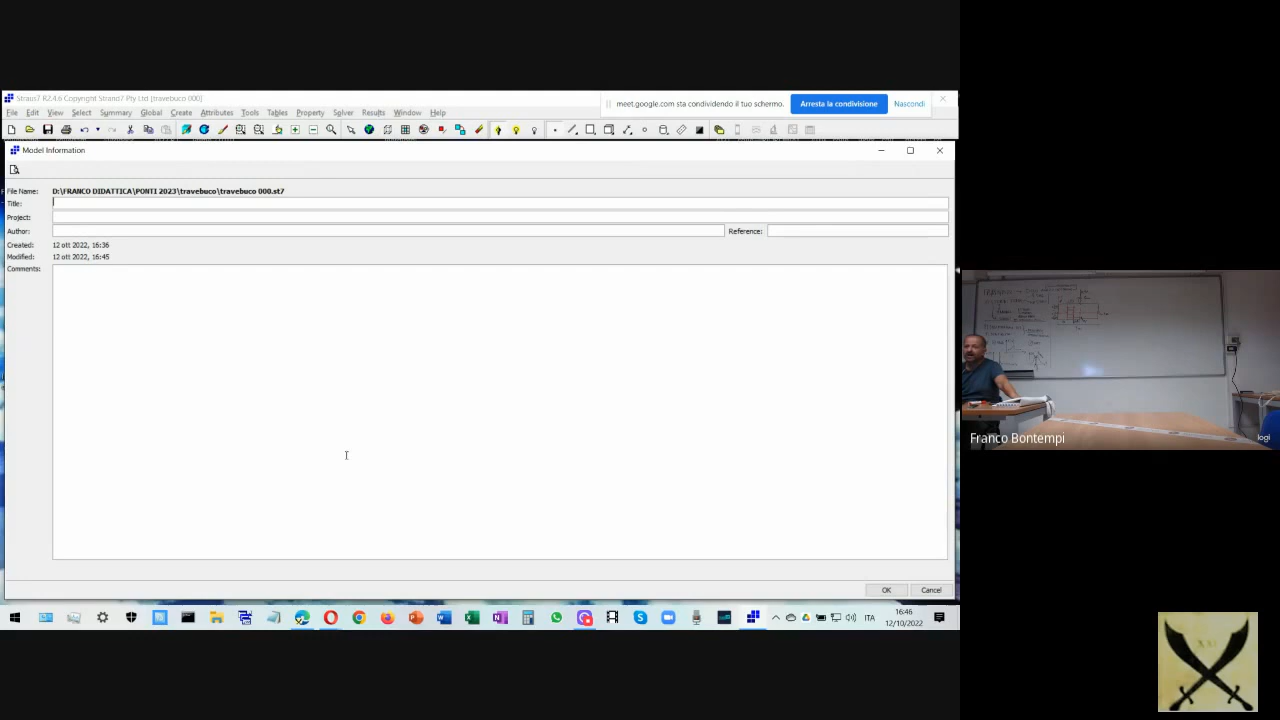 Straus7 R2.4.6 Copyright Strand7 Pty Ltd [travebuco 000]
meet.google.com sta condividendo il tuo schermo.
Arresta la condivisione
Nascondi
File Edit View Select Summary Global Create Attributes Tools Tables Property Solver Results Window Help
Model Information
File Name: D:\FRANCO DIDATTICA\PONTI 2023\travebuco\travebuco 000.st7
Title:
Project:
Author:
Reference:
Created: 12 ott 2022, 16:36
Modified: 12 ott 2022, 16:45
Comments:
OK Cancel
Franco Bontempi
logi
ITA
16:46
12/10/2022